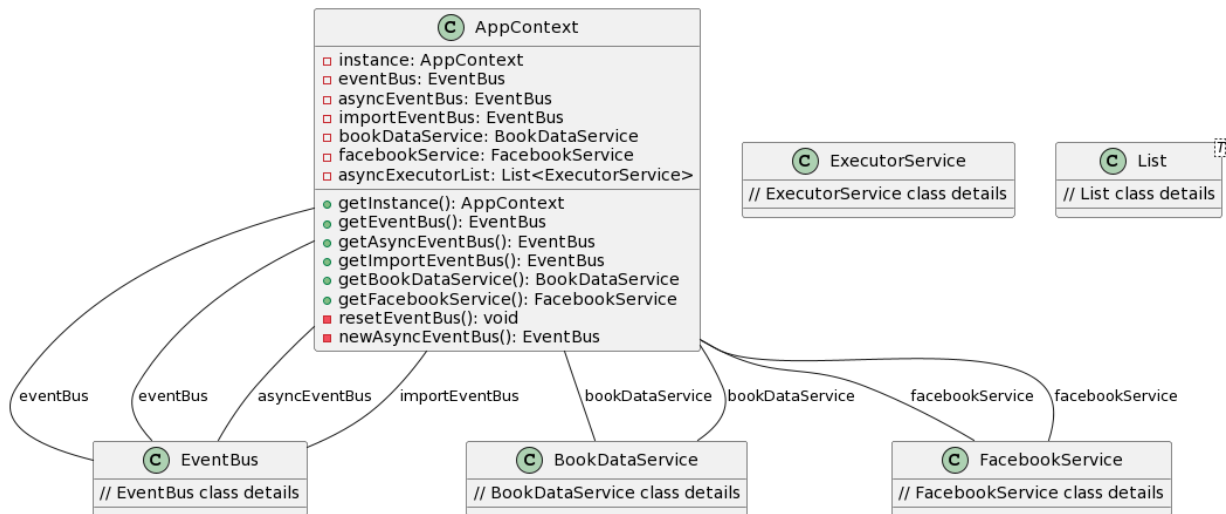 C AppContext
instance: AppContext
eventBus: EventBus
asyncEventBus: EventBus
importEventBus: EventBus
bookDataService: BookDataService
facebookService: FacebookService
asyncExecutorList: List<ExecutorService>
getInstance(): AppContext
getEventBus(): EventBus
getAsyncEventBus(): EventBus
getImportEventBus(): EventBus
getBookDataService(): BookDataService
getFacebookService(): FacebookService
resetEventBus(): void
newAsyncEventBus(): EventBus
C ExecutorService
// ExecutorService class details
T
C List
// List class details
eventBus
eventBus
asyncEventBus
importEventBus
bookDataService
bookDataService
facebookService
facebookService
C EventBus
// EventBus class details
C BookDataService
// BookDataService class details
C FacebookService
// FacebookService class details